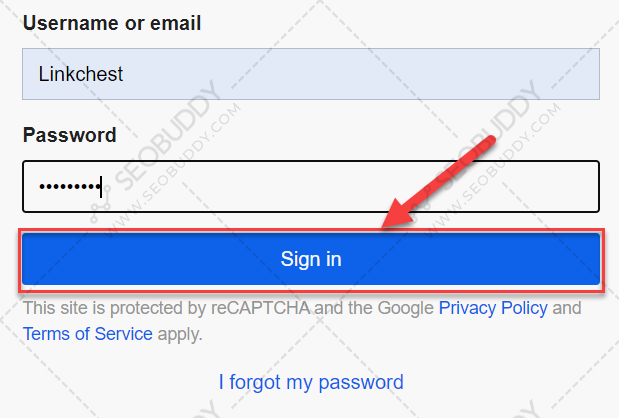 Username or email
Linkchest
Password
•••••••••
Sign in
This site is protected by reCAPTCHA and the Google Privacy Policy and
Terms of Service apply.
I forgot my password
SEOBUDDY
WWW.SEOBUDDY.COM
SEOBUDDY
WWW.SEOBUDDY.COM